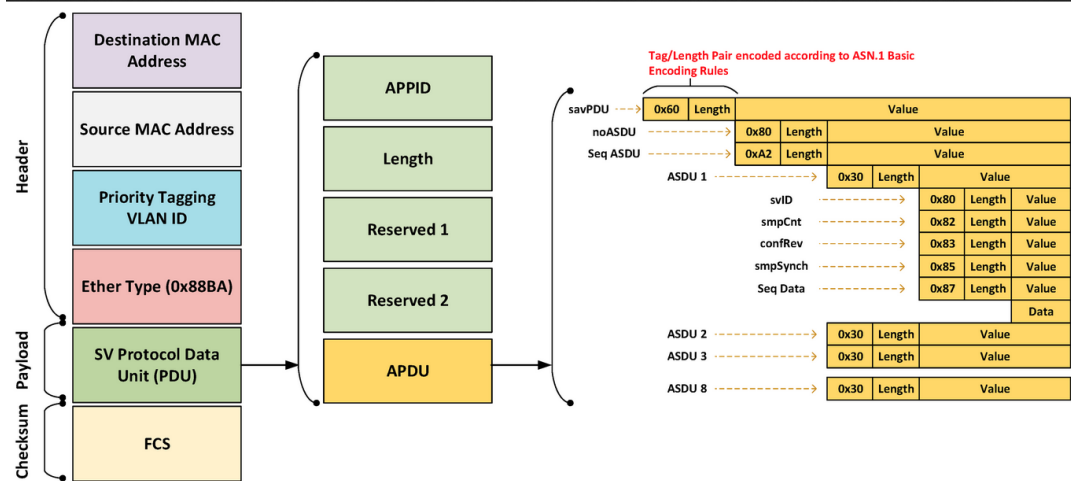 Header
Payload
Checksum
Destination MAC
Address
Source MAC Address
Priority Tagging
VLAN ID
Ether Type (0x88BA)
SV Protocol Data
Unit (PDU)
FCS
APPID
Length
Reserved 1
Reserved 2
APDU
Tag/Length Pair encoded according to ASN.1 Basic
Encoding Rules
savPDU 0x60 Length Value
noASDU 0x80 Length Value
Seq ASDU 0xA2 Length Value
ASDU 1 0x30 Length Value
svID 0x80 Length Value
smpCnt 0x82 Length Value
confRev 0x83 Length Value
smpSynch 0x85 Length Value
Seq Data 0x87 Length Value
Data
ASDU 2 0x30 Length Value
ASDU 3 0x30 Length Value
ASDU 8 0x30 Length Value